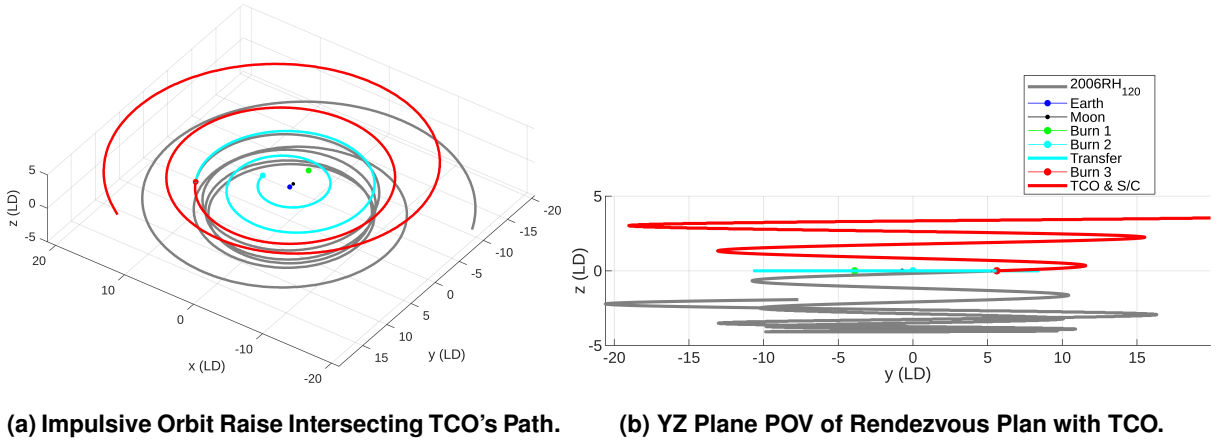 5
0
-5
z (LD)
20
10
0
-10
-20
x (LD)
15
10
5
0
-5
-10
-15
-20
y (LD)
2006RH120
Earth
Moon
Burn 1
Burn 2
Transfer
Burn 3
TCO & S/C
5
0
-5
z (LD)
-20
-15
-10
-5
0
5
10
15
y (LD)
(a) Impulsive Orbit Raise Intersecting TCO's Path.
(b) YZ Plane POV of Rendezvous Plan with TCO.